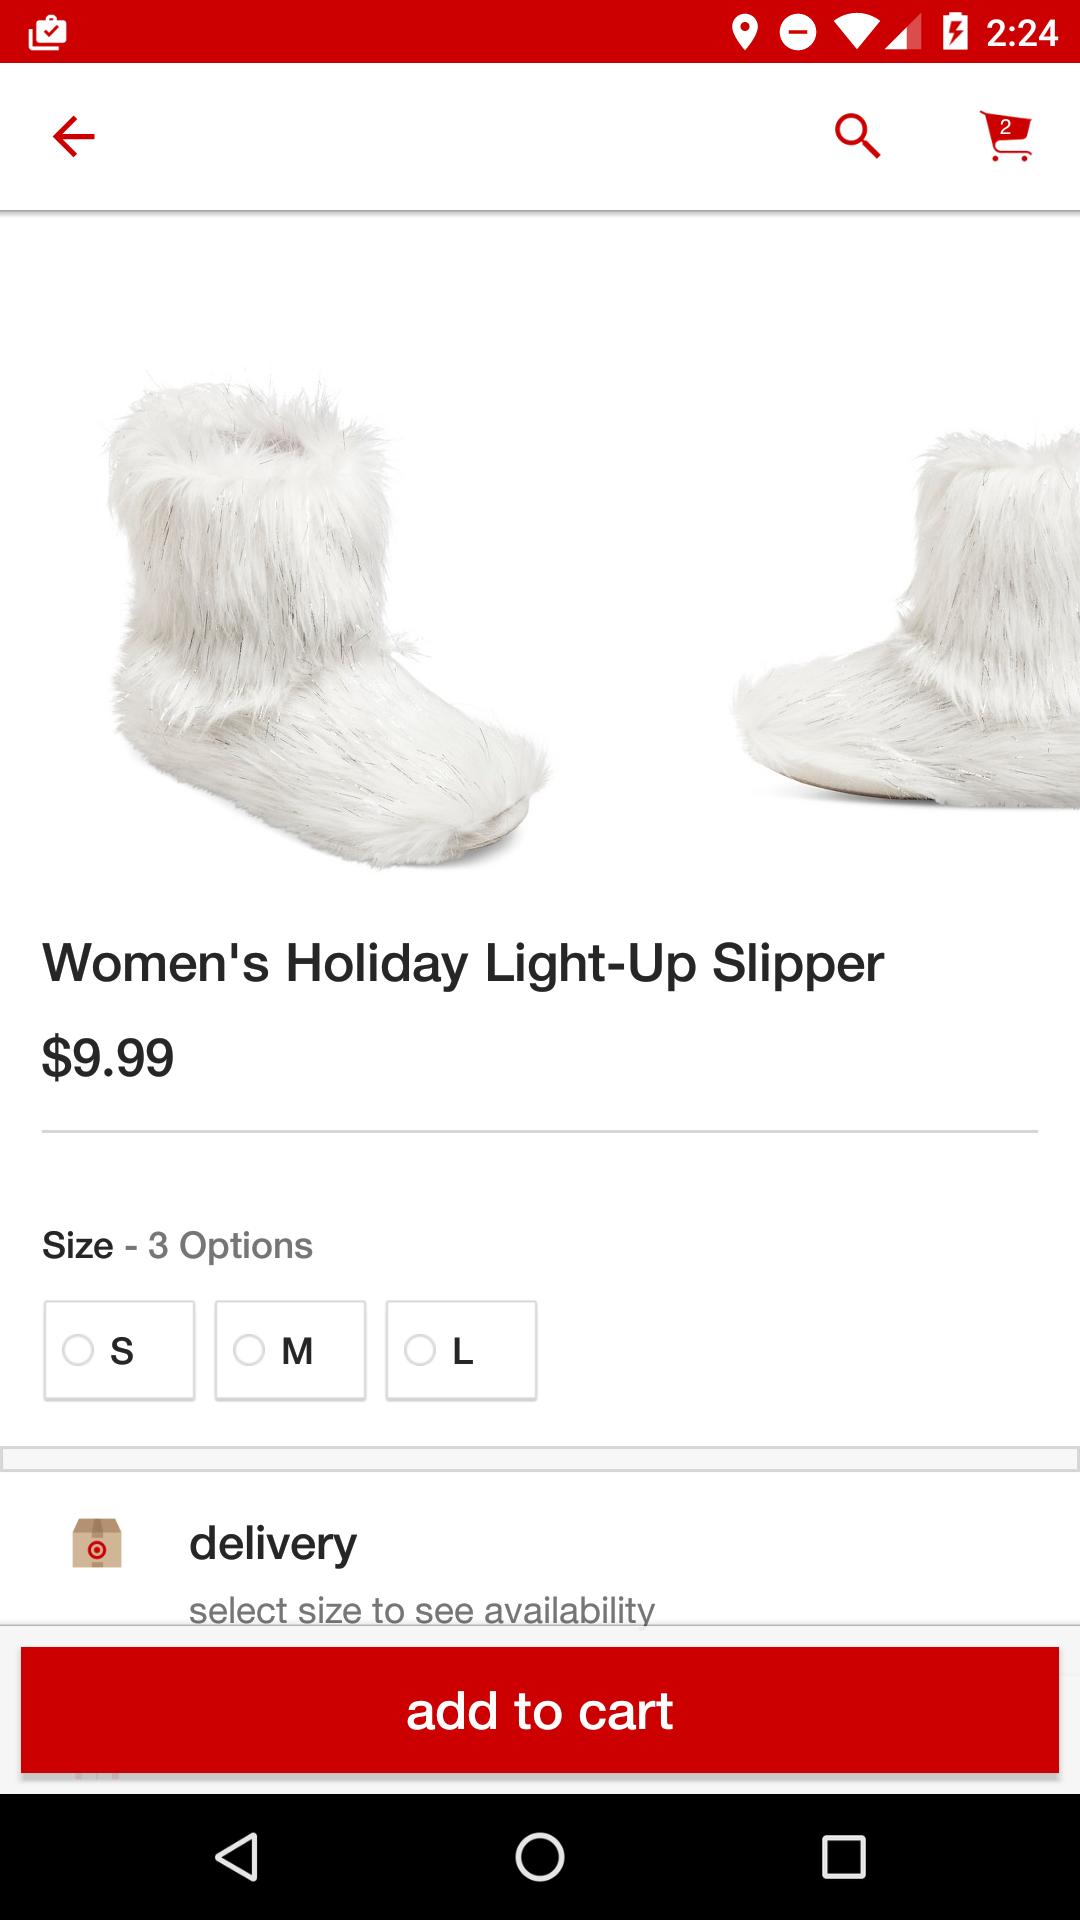 2:24
2
Women's Holiday Light-Up Slipper
$9.99
Size - 3 Options
S M L
delivery
select size to see availability
add to cart